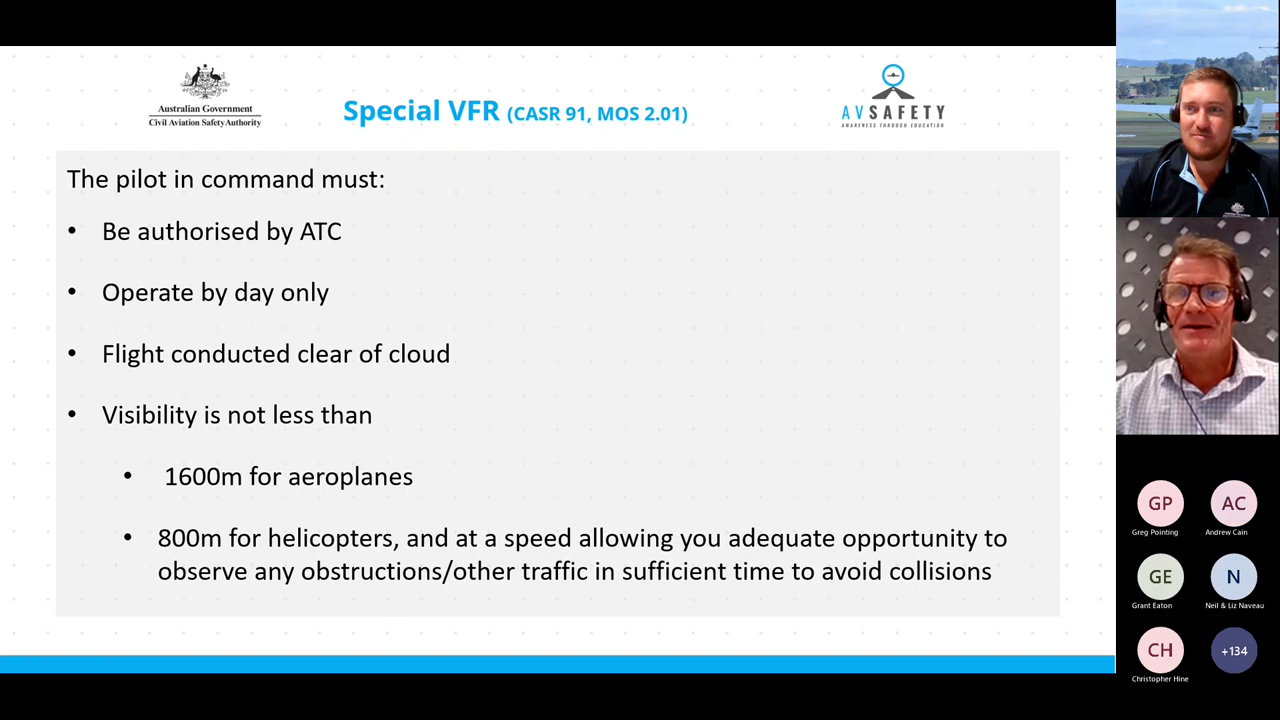 Australian Government
Civil Aviation Safety Authority
Special VFR (CASR 91, MOS 2.01)
AVSAFETY
AWARENESS THROUGH EDUCATION
The pilot in command must:
• Be authorised by ATC
• Operate by day only
• Flight conducted clear of cloud
• Visibility is not less than
• 1600m for aeroplanes
• 800m for helicopters, and at a speed allowing you adequate opportunity to
observe any obstructions/other traffic in sufficient time to avoid collisions
GP
Greg Pointing
AC
Andrew Cain
GE
Grant Eaton
N
Neil & Liz Naveau
CH
Christopher Hine
+134